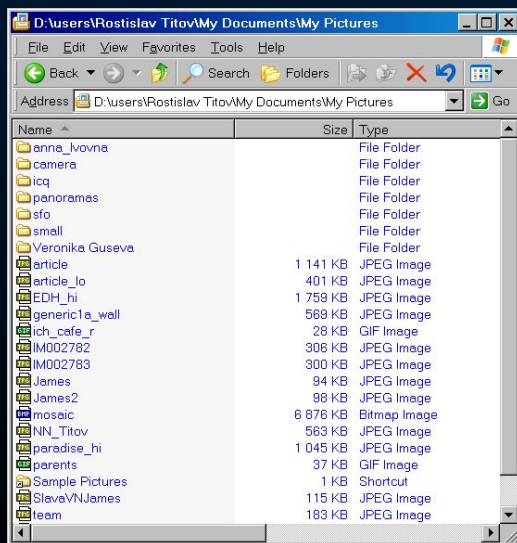 D:\users\Rostislav Titov\My Documents\My Pictures
File Edit View Favorites Tools Help
Back Search Folders
Address D:\users\Rostislav Titov\My Documents\My Pictures Go
Name Size Type
anna_lvovna File Folder
camera File Folder
icq File Folder
panoramas File Folder
sfo File Folder
small File Folder
Veronika Guseva File Folder
article 1 141 KB JPEG Image
article_lo 401 KB JPEG Image
EDH_hi 1 759 KB JPEG Image
generic1a_wall 569 KB JPEG Image
ich_cafe_r 28 KB GIF Image
IM002782 306 KB JPEG Image
IM002783 300 KB JPEG Image
James 94 KB JPEG Image
James2 98 KB JPEG Image
mosaic 6 876 KB Bitmap Image
NN_Titov 563 KB JPEG Image
paradise_hi 1 045 KB JPEG Image
parents 37 KB GIF Image
Sample Pictures 1 KB Shortcut
SlavaVNJames 115 KB JPEG Image
team 183 KB JPEG Image